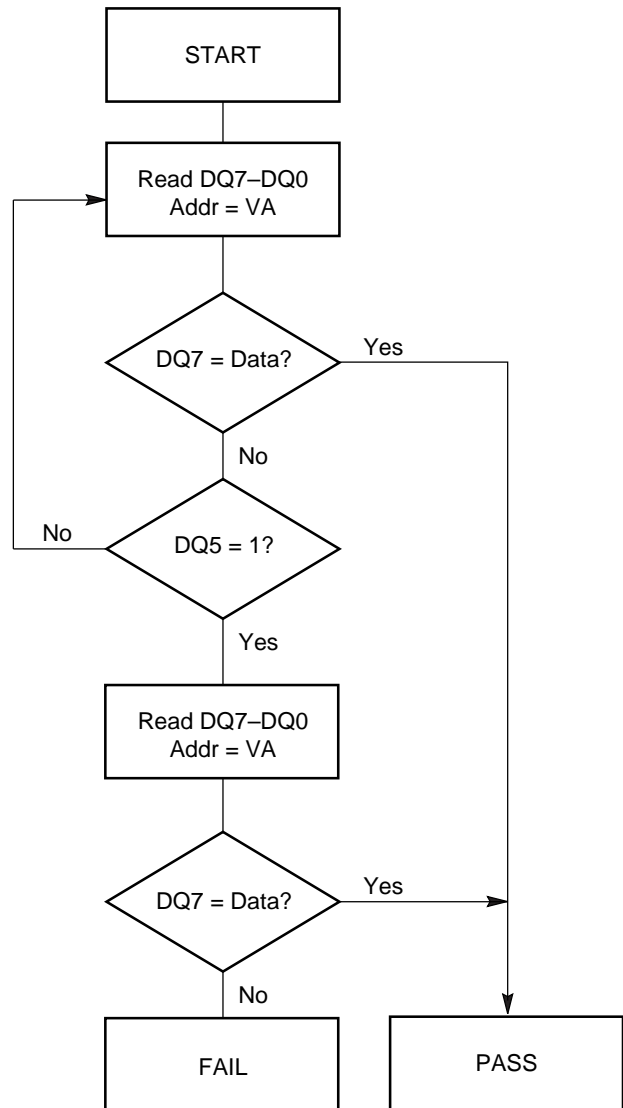 START
Read DQ7–DQ0
Addr = VA
DQ7 = Data?
Yes
No
No
DQ5 = 1?
Yes
Read DQ7–DQ0
Addr = VA
DQ7 = Data?
Yes
No
FAIL
PASS